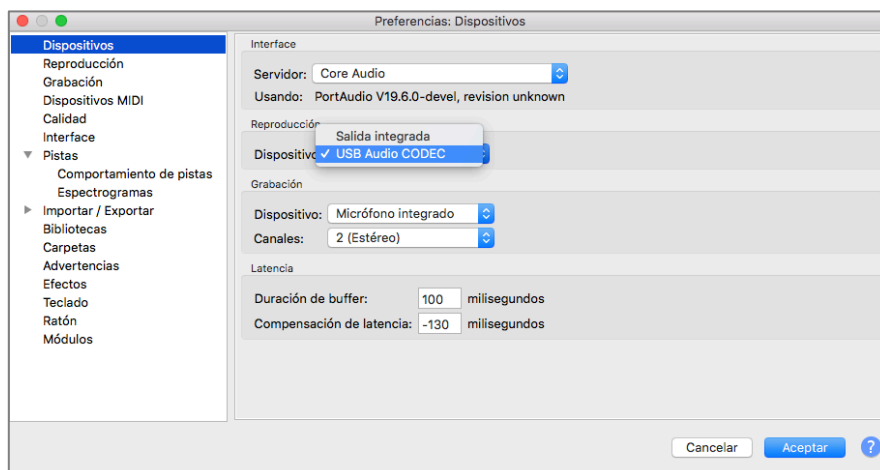 Preferencias: Dispositivos
Dispositivos
Reproducción
Grabación
Dispositivos MIDI
Calidad
Interface
Pistas
Comportamiento de pistas
Espectrogramas
Importar / Exportar
Bibliotecas
Carpetas
Advertencias
Efectos
Teclado
Ratón
Módulos
Interface
Servidor: Core Audio
Usando: PortAudio V19.6.0-devel, revision unknown
Reproducción
Salida integrada
Dispositivo ✓ USB Audio CODEC
Grabación
Dispositivo: Micrófono integrado
Canales: 2 (Estéreo)
Latencia
Duración de buffer: 100 milisegundos
Compensación de latencia: -130 milisegundos
Cancelar Aceptar ?